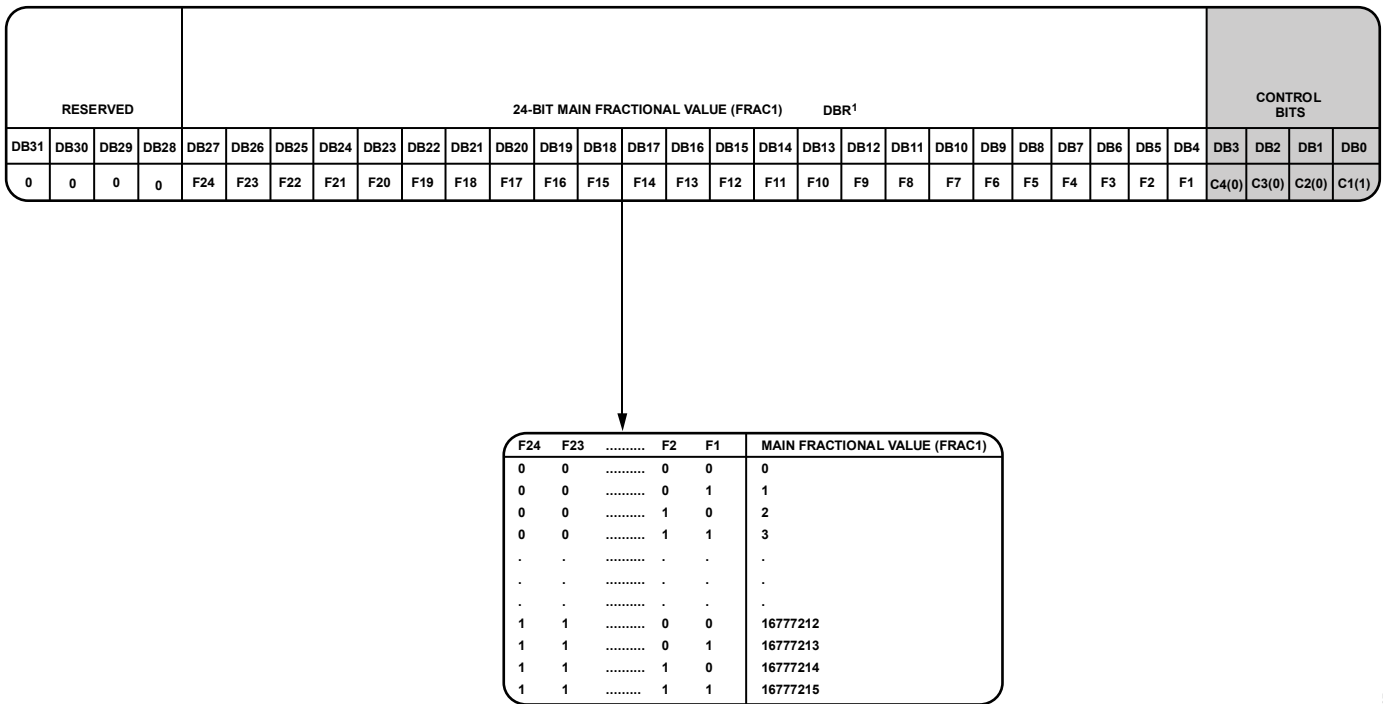 RESERVED 24-BIT MAIN FRACTIONAL VALUE (FRAC1) DBR1 CONTROL BITS
DB31 DB30 DB29 DB28 DB27 DB26 DB25 DB24 DB23 DB22 DB21 DB20 DB19 DB18 DB17 DB16 DB15 DB14 DB13 DB12 DB11 DB10 DB9 DB8 DB7 DB6 DB5 DB4 DB3 DB2 DB1 DB0
0 0 0 0 F24 F23 F22 F21 F20 F19 F18 F17 F16 F15 F14 F13 F12 F11 F10 F9 F8 F7 F6 F5 F4 F3 F2 F1 C4(0) C3(0) C2(0) C1(1)
F24 F23 .......... F2 F1 MAIN FRACTIONAL VALUE (FRAC1)
0 0 .......... 0 0 0
0 0 .......... 0 1 1
0 0 .......... 1 0 2
0 0 .......... 1 1 3
. . .......... . . .
. . .......... . . .
. . .......... . . .
1 1 .......... 0 0 16777212
1 1 .......... 0 1 16777213
1 1 .......... 1 0 16777214
1 1 ......... 1 1 16777215